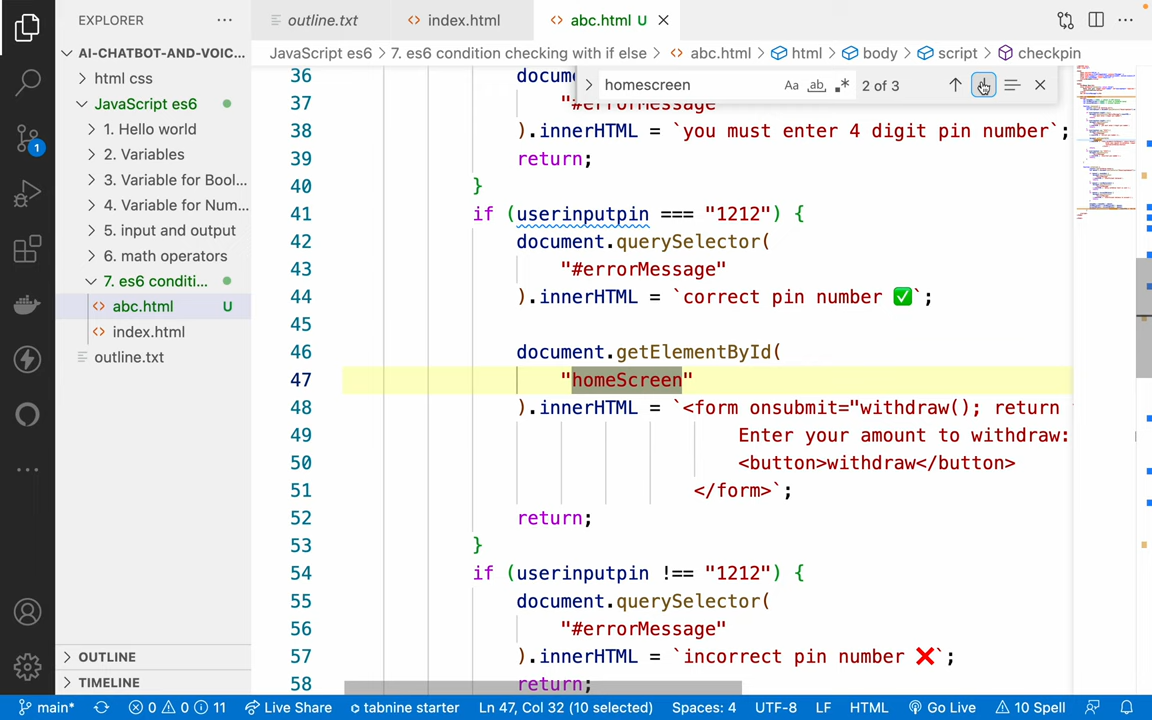 EXPLORER
outline.txt
index.html
abc.html U
AI-CHATBOT-AND-VOIC...
JavaScript es6 > 7. es6 condition checking with if else > abc.html > html > body > script > checkpin
html css
JavaScript es6
1. Hello world
2. Variables
3. Variable for Bool...
4. Variable for Num...
5. input and output
6. math operators
7. es6 conditi...
abc.html U
index.html
outline.txt
OUTLINE
TIMELINE
homescreen Aa ab 2 of 3
36 docum
37 "#errorMessage"
38 ).innerHTML = `you must enter 4 digit pin number`;
39 return;
40 }
41 if (userinputpin === "1212") {
42 document.querySelector(
43 "#errorMessage"
44 ).innerHTML = `correct pin number ✅`;
45
46 document.getElementById(
47 "homeScreen"
48 ).innerHTML = `<form onsubmit="withdraw(); return
49 Enter your amount to withdraw:
50 <button>withdraw</button>
51 </form>`;
52 return;
53 }
54 if (userinputpin !== "1212") {
55 document.querySelector(
56 "#errorMessage"
57 ).innerHTML = `incorrect pin number ❌`;
58 return;
1
main* 0 0 11 Live Share tabnine starter Ln 47, Col 32 (10 selected) Spaces: 4 UTF-8 LF HTML Go Live 10 Spell